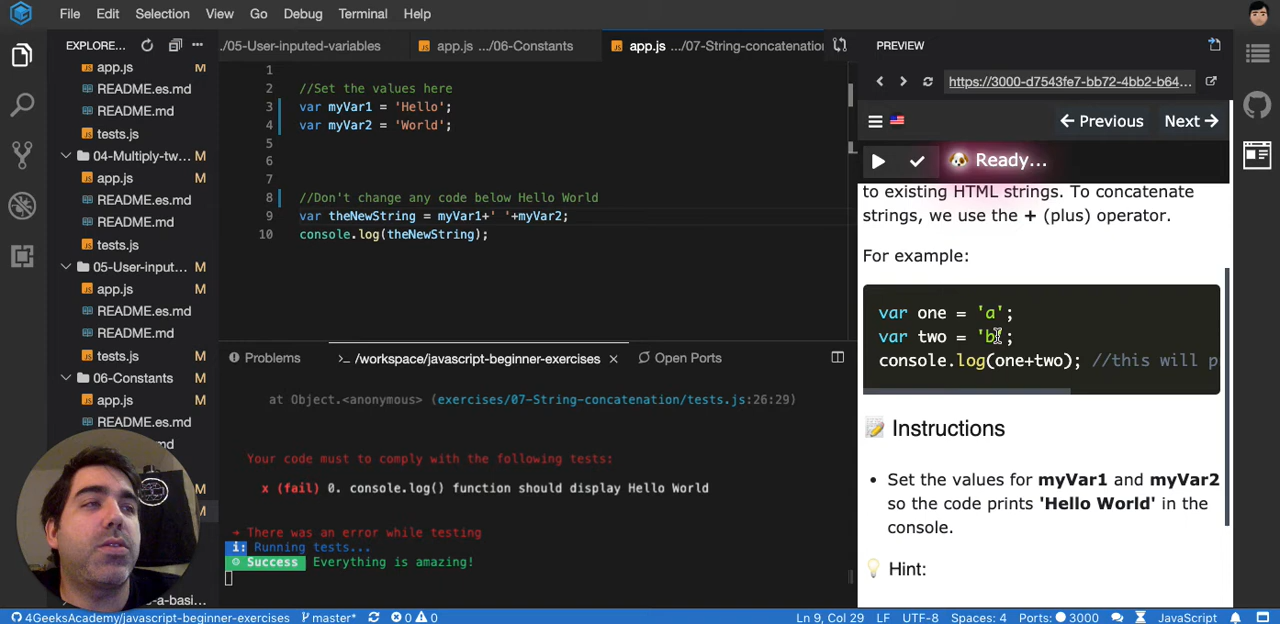 File Edit Selection View Go Debug Terminal Help
EXPLORE...
app.js M
README.es.md
README.md
tests.js
04-Multiply-tw... M
app.js M
README.es.md
README.md
tests.js
05-User-input... M
app.js M
README.es.md
README.md
tests.js
06-Constants M
app.js M
README.es.md
M
M
./05-User-inputed-variables
app.js .../06-Constants
app.js .../07-String-concatenation
1
2 //Set the values here
3 var myVar1 = 'Hello';
4 var myVar2 = 'World';
5
6
7
8 //Don't change any code below Hello World
9 var theNewString = myVar1+' '+myVar2;
10 console.log(theNewString);
Problems
>_ /workspace/javascript-beginner-exercises
Open Ports
at Object.<anonymous> (exercises/07-String-concatenation/tests.js:26:29)
Your code must to comply with the following tests:
x (fail) 0. console.log() function should display Hello World
→ There was an error while testing
i: Running tests...
Success Everything is amazing!
PREVIEW
https://3000-d7543fe7-bb72-4bb2-b64...
← Previous Next →
Ready...
to existing HTML strings. To concatenate
strings, we use the + (plus) operator.
For example:
var one = 'a';
var two = 'b';
console.log(one+two); //this will p
Instructions
• Set the values for myVar1 and myVar2
so the code prints 'Hello World' in the
console.
Hint:
4GeeksAcademy/javascript-beginner-exercises master* 0 0 Ln 9, Col 29 LF UTF-8 Spaces: 4 Ports: 3000 JavaScript